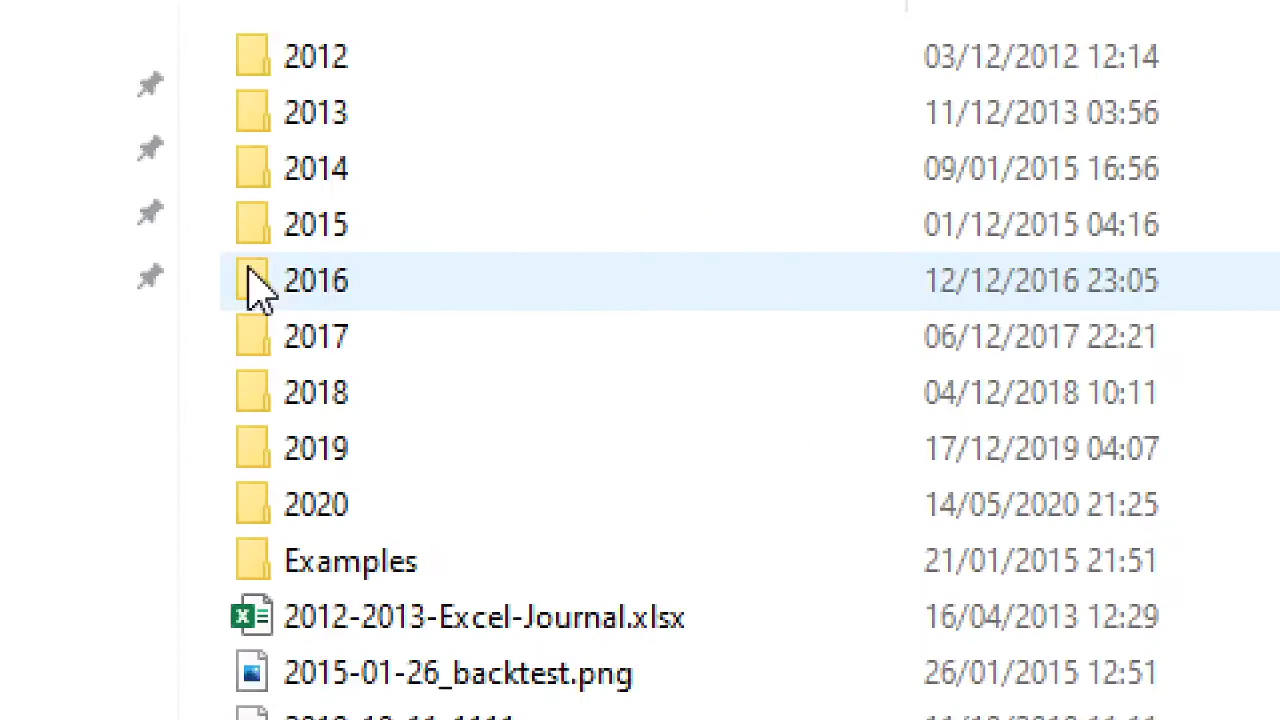 2012 03/12/2012 12:14
2013 11/12/2013 03:56
2014 09/01/2015 16:56
2015 01/12/2015 04:16
2016 12/12/2016 23:05
2017 06/12/2017 22:21
2018 04/12/2018 10:11
2019 17/12/2019 04:07
2020 14/05/2020 21:25
Examples 21/01/2015 21:51
2012-2013-Excel-Journal.xlsx 16/04/2013 12:29
2015-01-26_backtest.png 26/01/2015 12:51